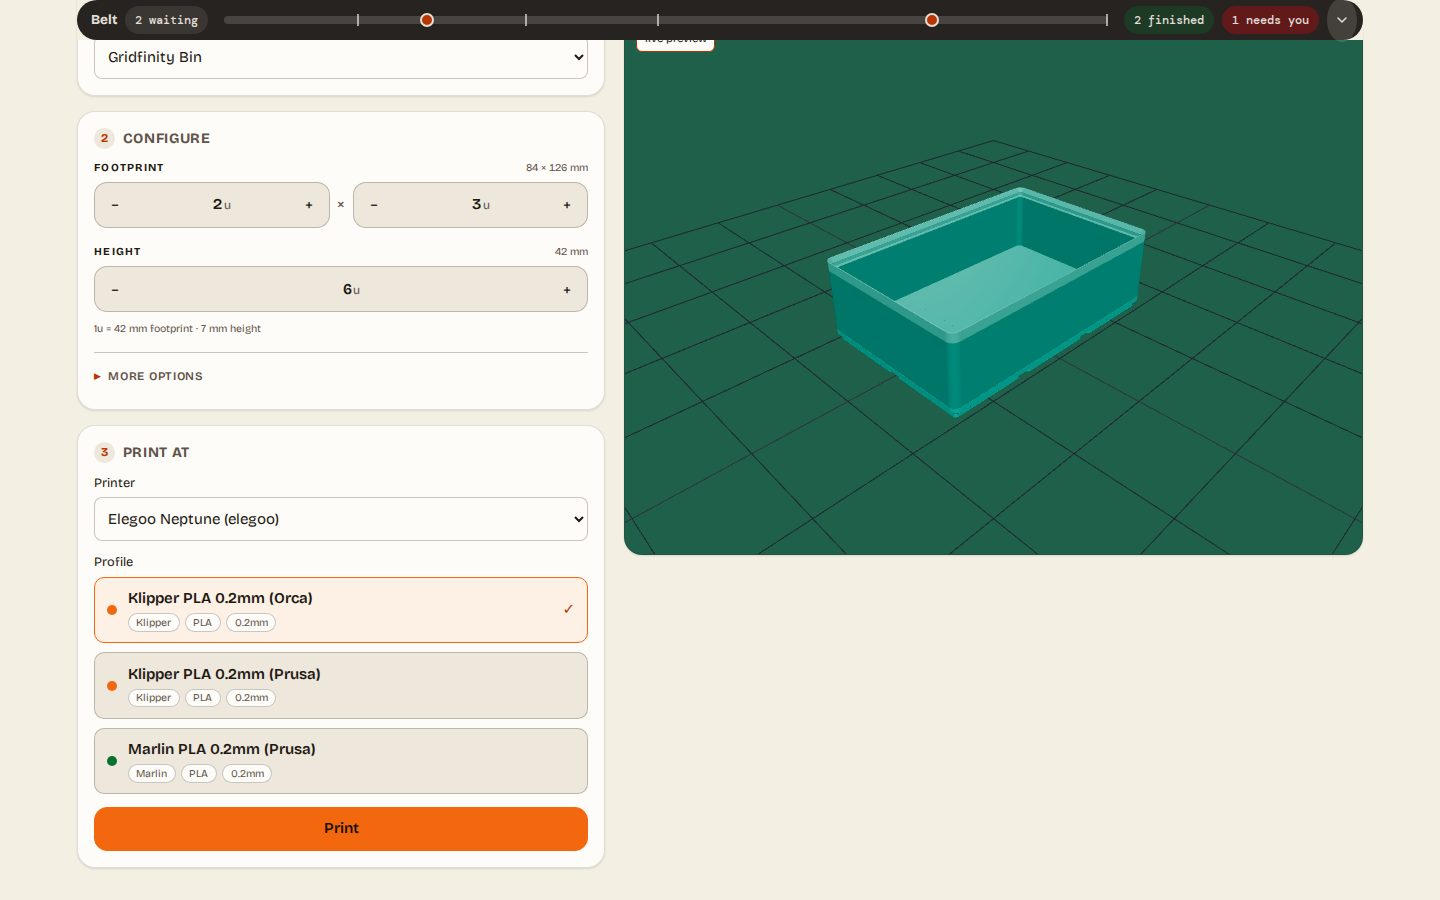 Belt 2 waiting 2 finished 1 needs you
Gridfinity Bin
2 CONFIGURE
FOOTPRINT 84 × 126 mm
− 2u + × − 3u +
HEIGHT 42 mm
− 6u +
1u = 42 mm footprint · 7 mm height
▶ MORE OPTIONS
3 PRINT AT
Printer
Elegoo Neptune (elegoo)
Profile
Klipper PLA 0.2mm (Orca) ✓
Klipper PLA 0.2mm
Klipper PLA 0.2mm (Prusa)
Klipper PLA 0.2mm
Marlin PLA 0.2mm (Prusa)
Marlin PLA 0.2mm
Print